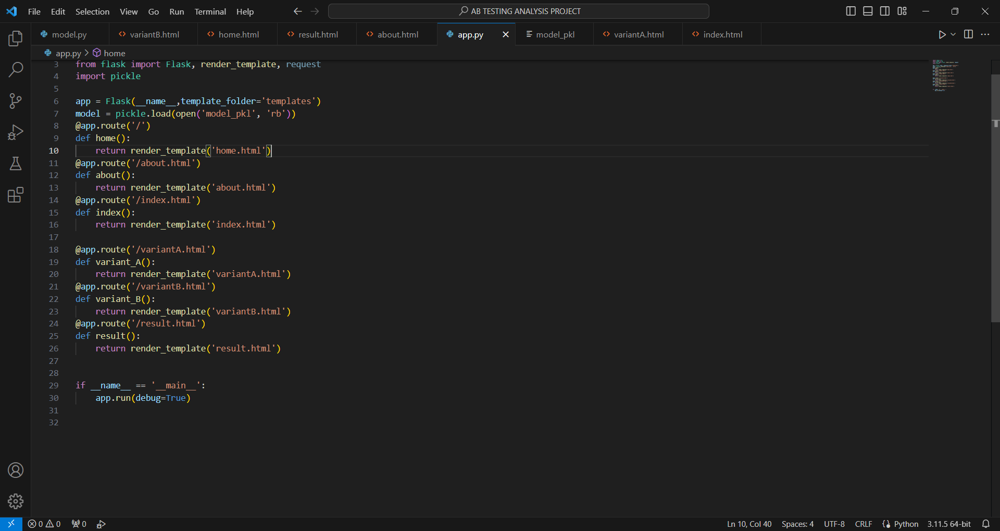 File Edit Selection View Go Run Terminal Help
AB TESTING ANALYSIS PROJECT
model.py variantB.html home.html result.html about.html app.py model_pkl variantA.html index.html
app.py > home
3 from flask import Flask, render_template, request
4 import pickle
5
6 app = Flask(__name__,template_folder='templates')
7 model = pickle.load(open('model_pkl', 'rb'))
8 @app.route('/')
9 def home():
10     return render_template('home.html')
11 @app.route('/about.html')
12 def about():
13     return render_template('about.html')
14 @app.route('/index.html')
15 def index():
16     return render_template('index.html')
17
18 @app.route('/variantA.html')
19 def variant_A():
20     return render_template('variantA.html')
21 @app.route('/variantB.html')
22 def variant_B():
23     return render_template('variantB.html')
24 @app.route('/result.html')
25 def result():
26     return render_template('result.html')
27
28
29 if __name__ == '__main__':
30     app.run(debug=True)
31
32
0 0 0 Ln 10, Col 40 Spaces: 4 UTF-8 CRLF Python 3.11.5 64-bit